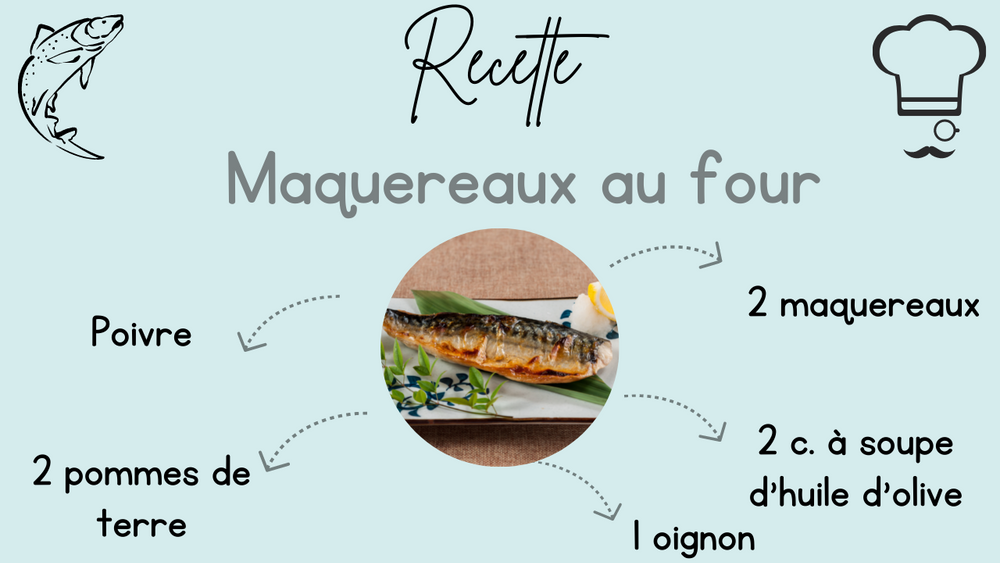 Recette
Maquereaux au four
Poivre
2 maquereaux
2 pommes de
terre
2 c. à soupe
d'huile d'olive
1 oignon